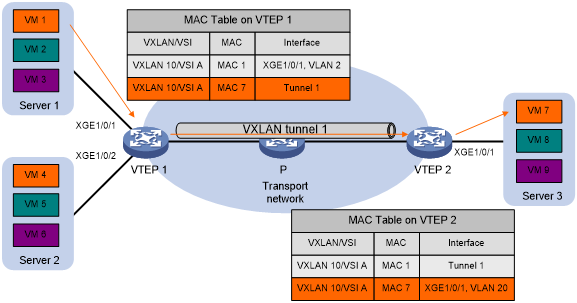 VM 1
VM 2
VM 3
Server 1
MAC Table on VTEP 1
VXLAN/VSI MAC Interface
VXLAN 10/VSI A MAC 1 XGE1/0/1, VLAN 2
VXLAN 10/VSI A MAC 7 Tunnel 1
XGE1/0/1
XGE1/0/2
VTEP 1
VXLAN tunnel 1
P
Transport
network
VTEP 2
XGE1/0/1
VM 7
VM 8
VM 9
Server 3
VM 4
VM 5
VM 6
Server 2
MAC Table on VTEP 2
VXLAN/VSI MAC Interface
VXLAN 10/VSI A MAC 1 Tunnel 1
VXLAN 10/VSI A MAC 7 XGE1/0/1, VLAN 20